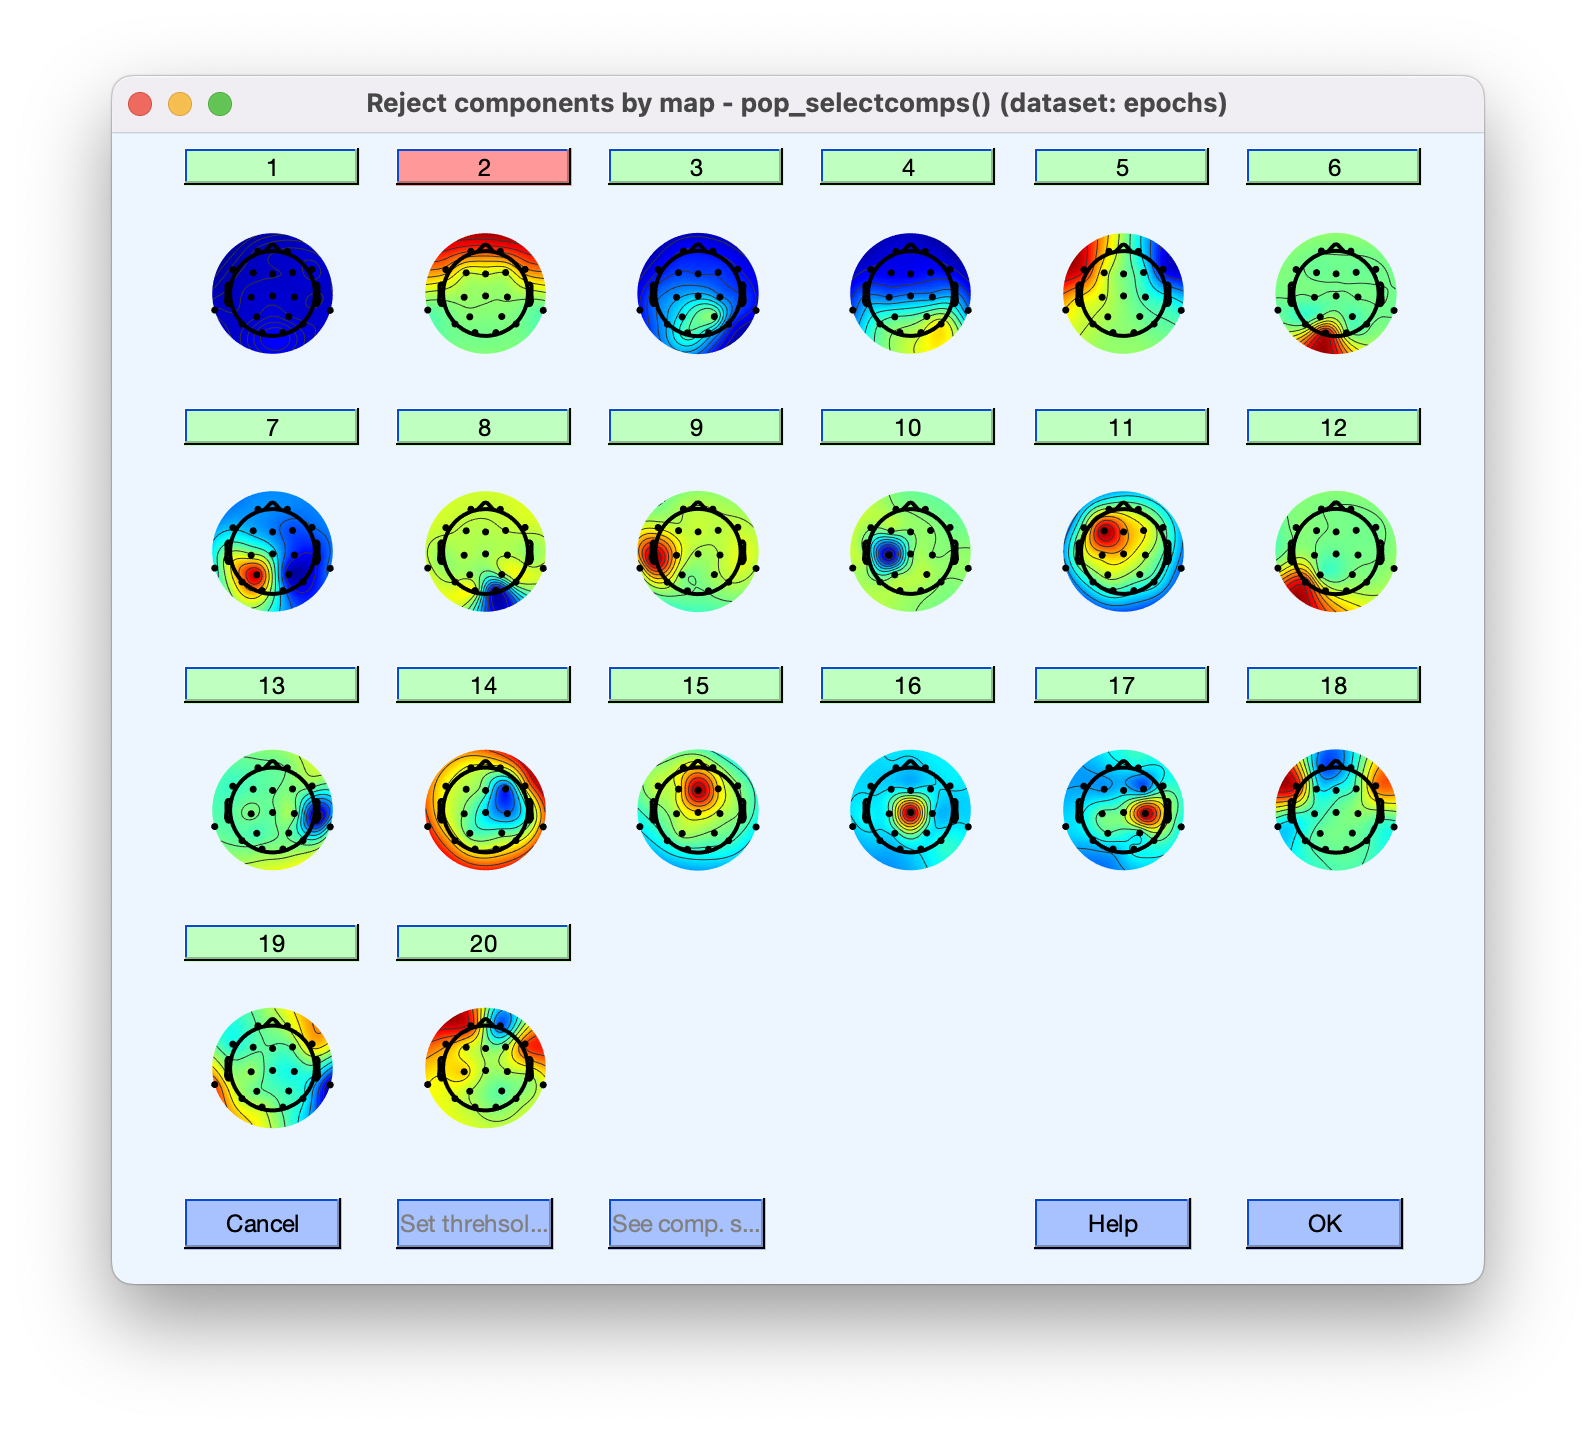 Reject components by map - pop_selectcomps() (dataset: epochs)
1 2 3 4 5 6
7 8 9 10 11 12
13 14 15 16 17 18
19 20
Cancel Set threhsol... See comp. s... Help OK